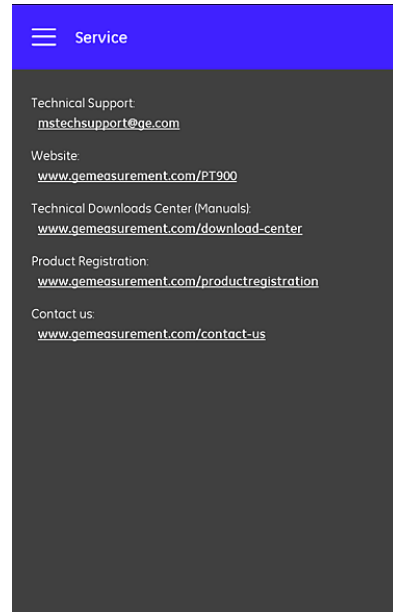 Service
Technical Support:
mstechsupport@ge.com
Website:
www.gemeasurement.com/PT900
Technical Downloads Center (Manuals):
www.gemeasurement.com/download-center
Product Registration:
www.gemeasurement.com/productregistration
Contact us:
www.gemeasurement.com/contact-us